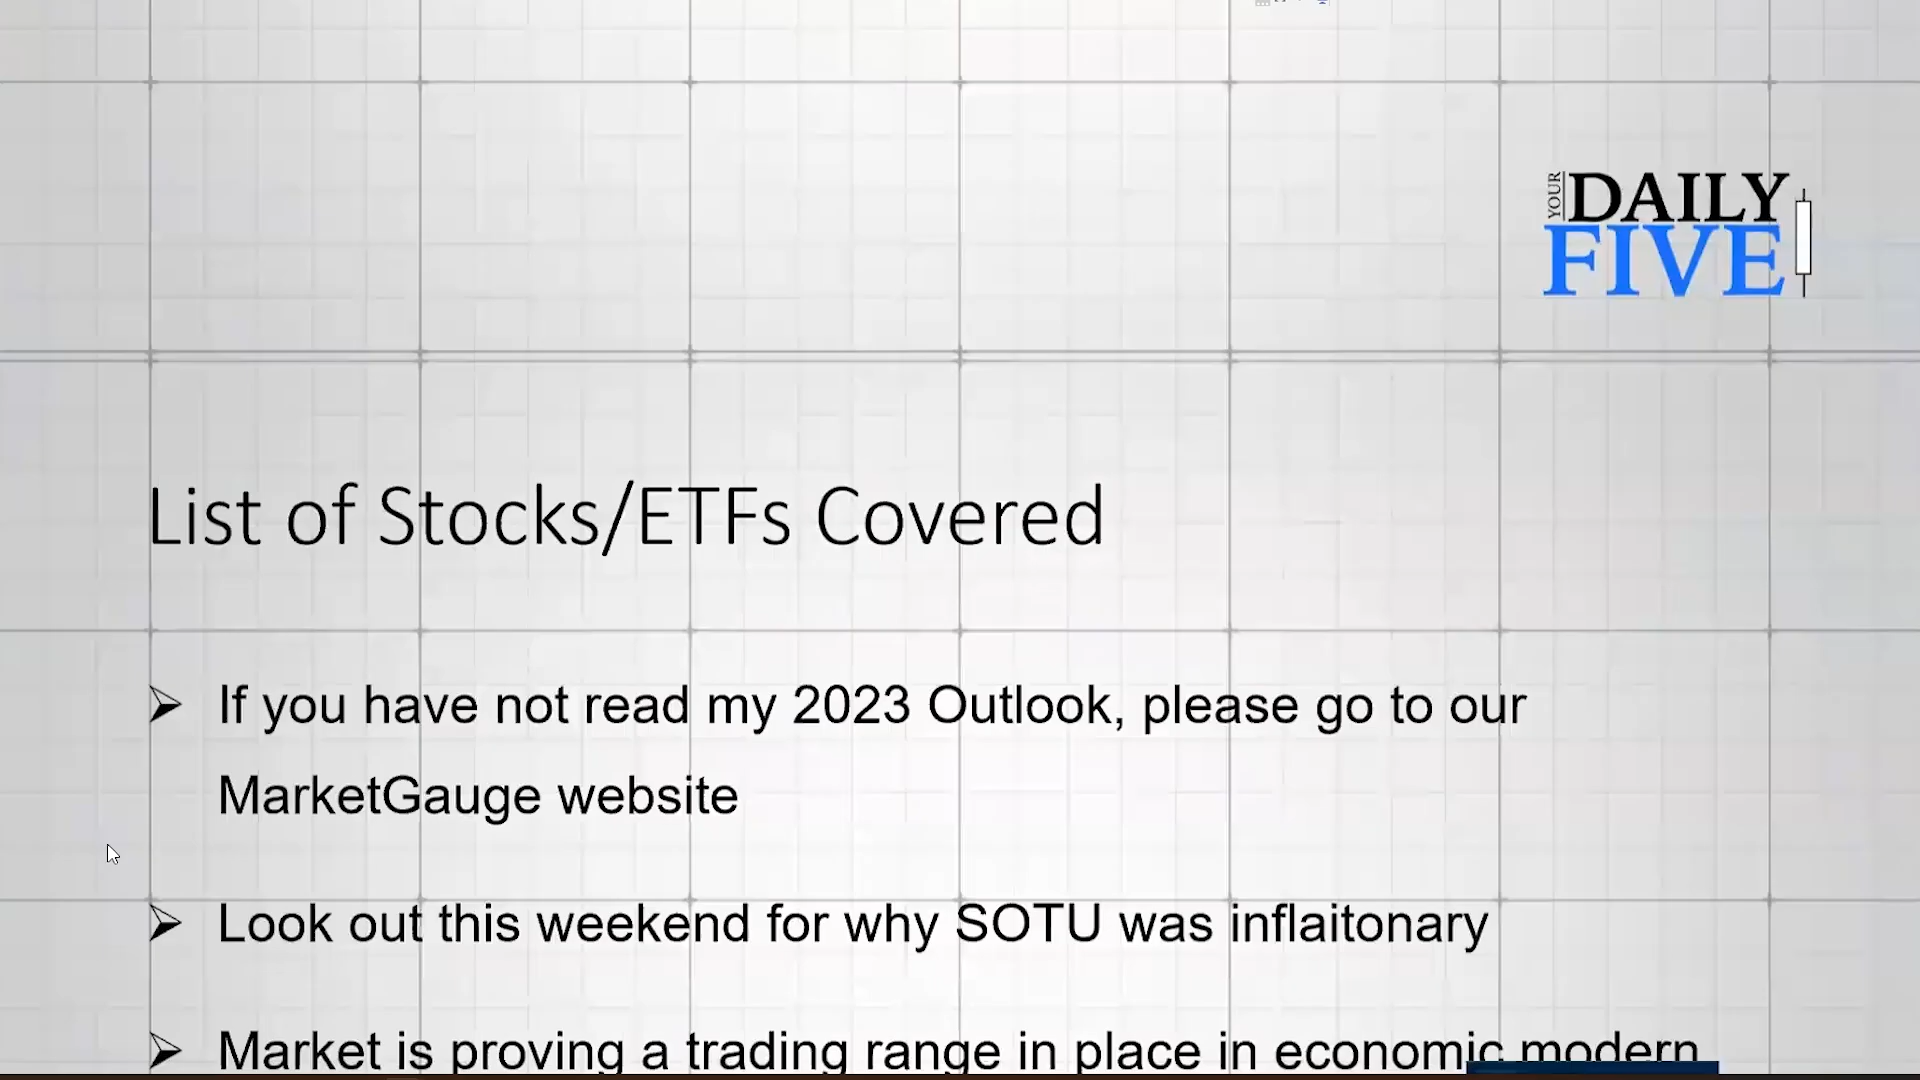 YOUR DAILY
FIVE
List of Stocks/ETFs Covered
If you have not read my 2023 Outlook, please go to our
MarketGauge website
Look out this weekend for why SOTU was inflaitonary
Market is proving a trading range in place in economic modern